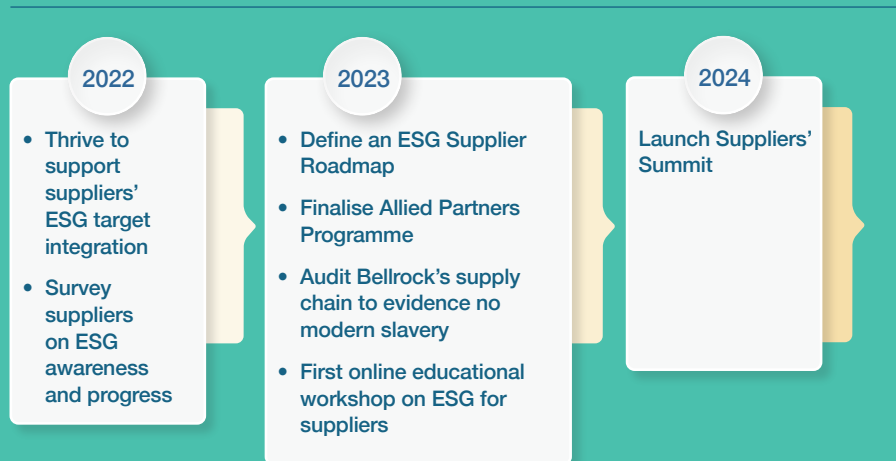 2022
• Thrive to
support
suppliers’
ESG target
integration
• Survey
suppliers
on ESG
awareness
and progress
2023
• Define an ESG Supplier
Roadmap
• Finalise Allied Partners
Programme
• Audit Bellrock’s supply
chain to evidence no
modern slavery
• First online educational
workshop on ESG for
suppliers
2024
Launch Suppliers’
Summit